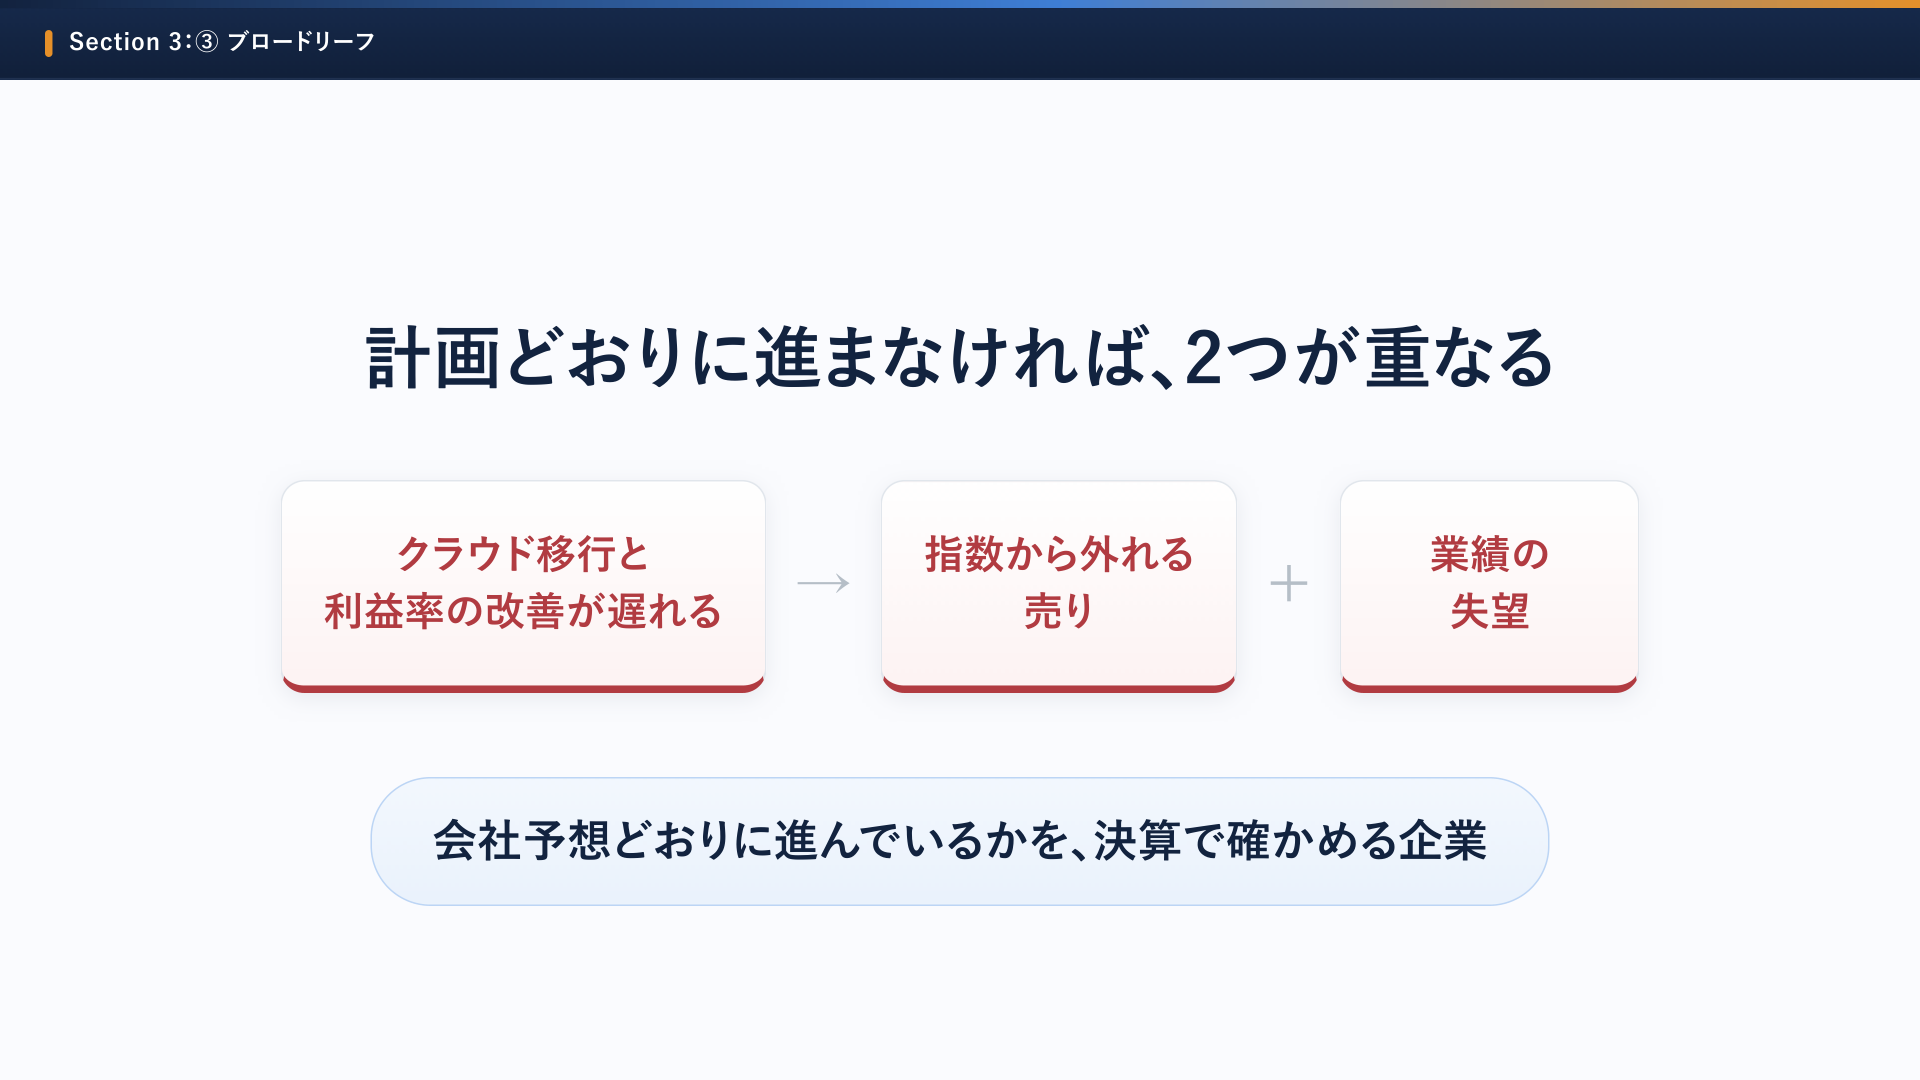 Section 3：③ ブロードリーフ
計画どおりに進まなければ、2つが重なる
クラウド移行と
利益率の改善が遅れる
→
指数から外れる
売り
＋
業績の
失望
会社予想どおりに進んでいるかを、決算で確かめる企業